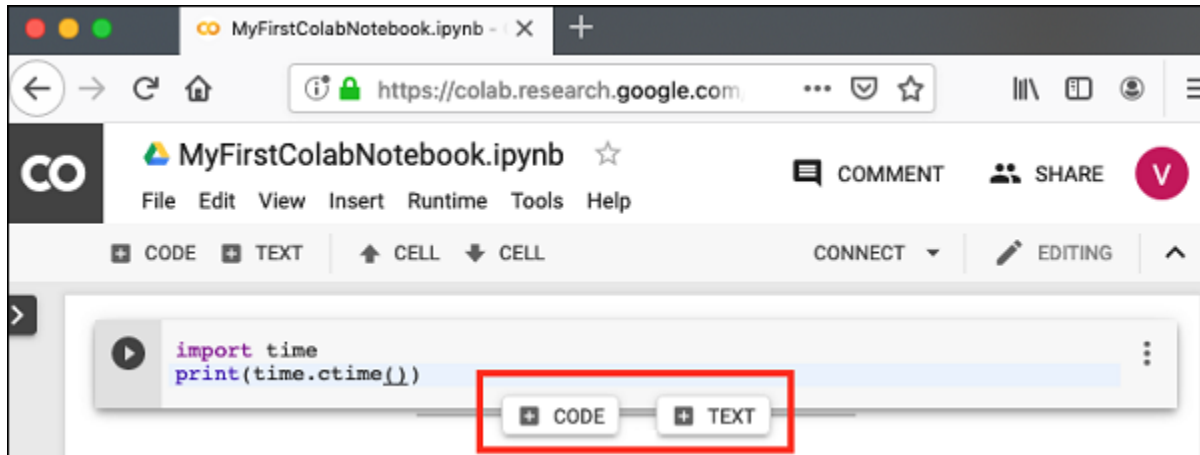 CO MyFirstColabNotebook.ipynb -
https://colab.research.google.com
CO
MyFirstColabNotebook.ipynb
COMMENT SHARE V
File Edit View Insert Runtime Tools Help
CODE TEXT CELL CELL CONNECT EDITING
import time
print(time.ctime())
CODE TEXT